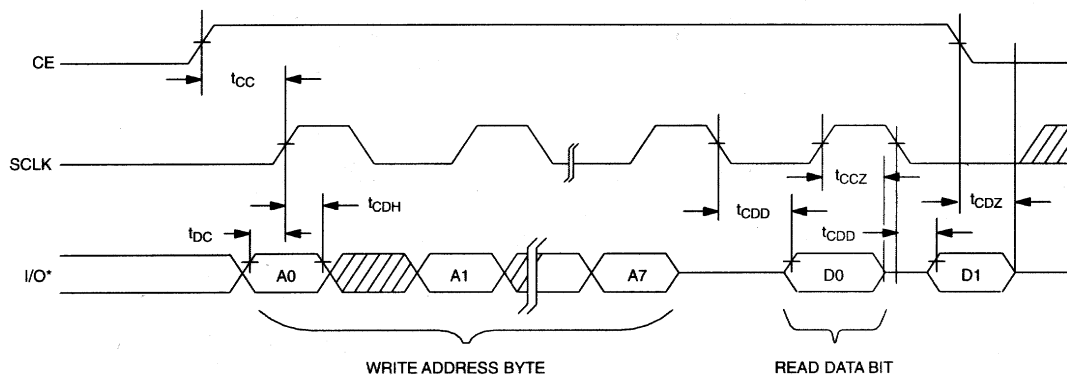 CE
tCC
SCLK
tCCZ
tCDH
tCDD
tCDZ
tDC
tCDD
I/O*
A0
A1
A7
D0
D1
WRITE ADDRESS BYTE
READ DATA BIT